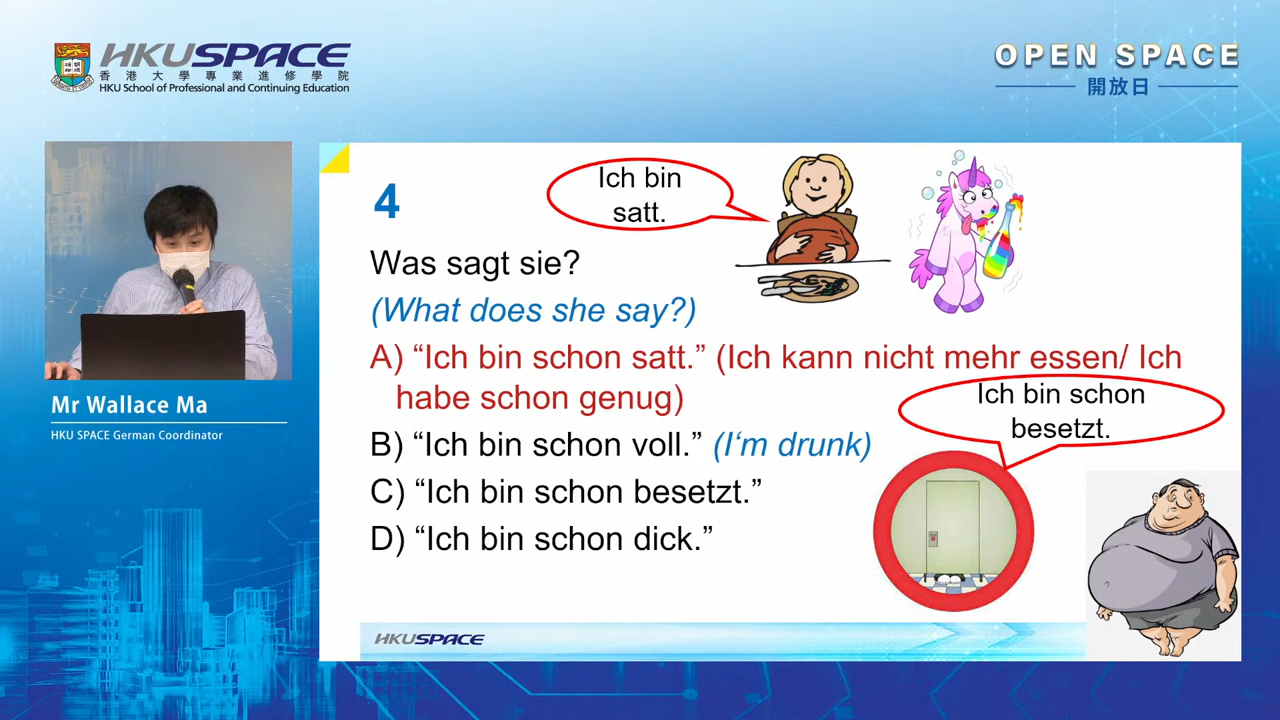 HKUSPACE
香港大學專業進修學院
HKU School of Professional and Continuing Education
OPEN SPACE
開放日
Mr Wallace Ma
HKU SPACE German Coordinator
4
Ich bin
satt.
Was sagt sie?
(What does she say?)
A) “Ich bin schon satt.” (Ich kann nicht mehr essen/ Ich
habe schon genug)
Ich bin schon
besetzt.
B) “Ich bin schon voll.” (I‘m drunk)
C) “Ich bin schon besetzt.”
D) “Ich bin schon dick.”
HKUSPACE